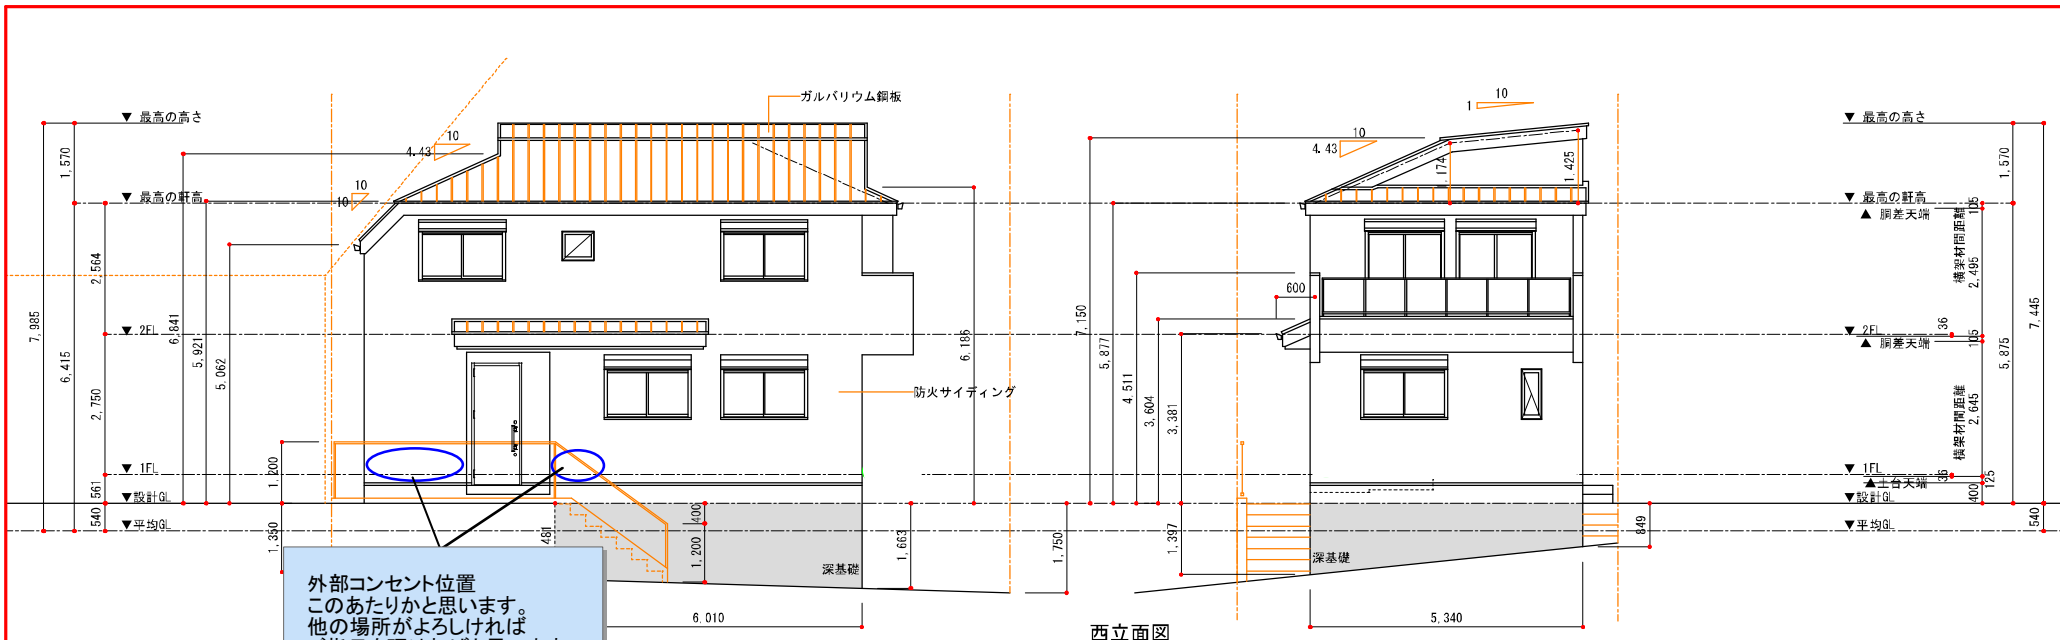 ガルバリウム鋼板
▼ 最高の高さ
10
4.43
10
10
▼ 最高の軒高
1,570
2,564
7,985
6,415
6,841
5,921
5,062
▼ 2FL
2,750
6,186
防火サイディング
1,200
▼ 1FL
561
▼設計GL
540
▼平均GL
1,350
481
400
1,200
1,663
1,750
深基礎
6,010
外部コンセント位置
このあたりかと思います。
他の場所がよろしければ
10
1
10
4.43
1,425
7,150
5,877
4,511
3,604
3,381
600
1,397
849
深基礎
5,340
西立面図
▼ 最高の高さ
1,570
▼ 最高の軒高
▲ 胴差天端
105
横架材間距離
2,495
7,445
5,875
▼ 2FL
36
▲ 胴差天端
105
横架材間距離
2,645
▼ 1FL
36
▲土台天端
125
400
▼設計GL
540
▼平均GL